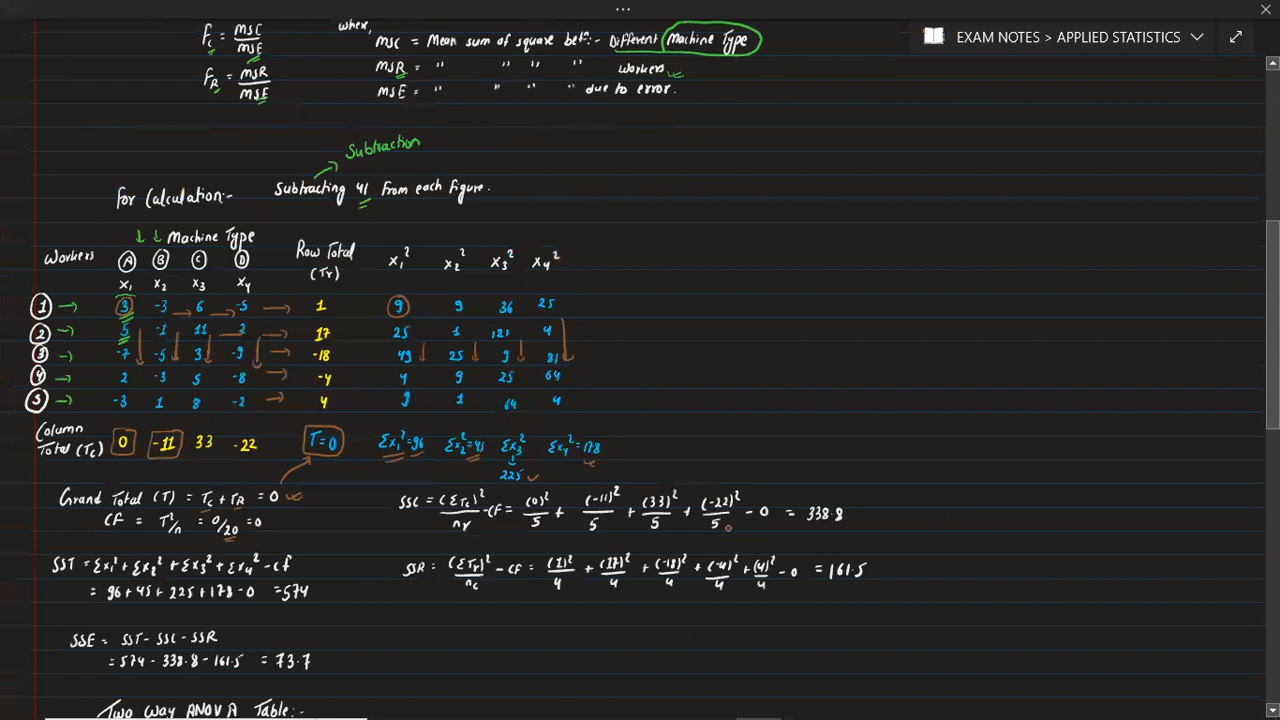 EXAM NOTES > APPLIED STATISTICS
F_C = MSC/MSE
where,
MSC = Mean sum of square betⁿ:- Different Machine Type
F_R = MSR/MSE
MSR = " " " " Workers
MSE = " " " " due to error.
Subtraction
For Calculation:- Subtracting 41 From each figure.
Machine Type
Workers A B C D Row Total (Tr) x₁² x₂² x₃² x₄²
x₁ x₂ x₃ x₄
1 → 3 -3 → 6 → -5 → 1 9 9 36 25
2 → 5 -1 11 2 → 17 25 1 121 4
3 → -7 -5 3 -9 → -18 49 25 9 81
4 → 2 -3 5 -8 → -4 4 9 25 64
5 → -3 1 8 -2 → 4 9 1 64 4
Column Total (Tc) 0 -11 33 -22 T=0 Σx₁²=96 Σx₂²=45 Σx₃² Σx₄²=178
225
Grand Total (T) = Tc + TR = 0
CF = T²/n = 0/20 = 0
SSC = (ΣTc)²/nr - CF = (0)²/5 + (-11)²/5 + (33)²/5 + (-22)²/5 - 0 = 338.8
SST = Σx₁² + Σx₂² + Σx₃² + Σx₄² - cf
= 96 + 45 + 225 + 178 - 0 = 574
SSR = (ΣTr)²/nc - CF = (1)²/4 + (17)²/4 + (-18)²/4 + (-4)²/4 + (4)²/4 - 0 = 161.5
SSE = SST - SSC - SSR
= 574 - 338.8 - 161.5 = 73.7
Two Way ANOVA Table:-